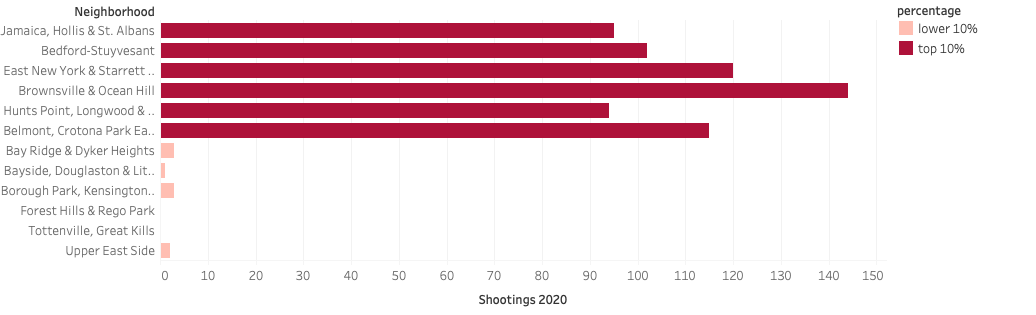 Neighborhood
Jamaica, Hollis & St. Albans
Bedford-Stuyvesant
East New York & Starrett ..
Brownsville & Ocean Hill
Hunts Point, Longwood & ..
Belmont, Crotona Park Ea..
Bay Ridge & Dyker Heights
Bayside, Douglaston & Lit..
Borough Park, Kensington..
Forest Hills & Rego Park
Tottenville, Great Kills
Upper East Side
0 10 20 30 40 50 60 70 80 90 100 110 120 130 140 150
Shootings 2020
percentage
lower 10%
top 10%